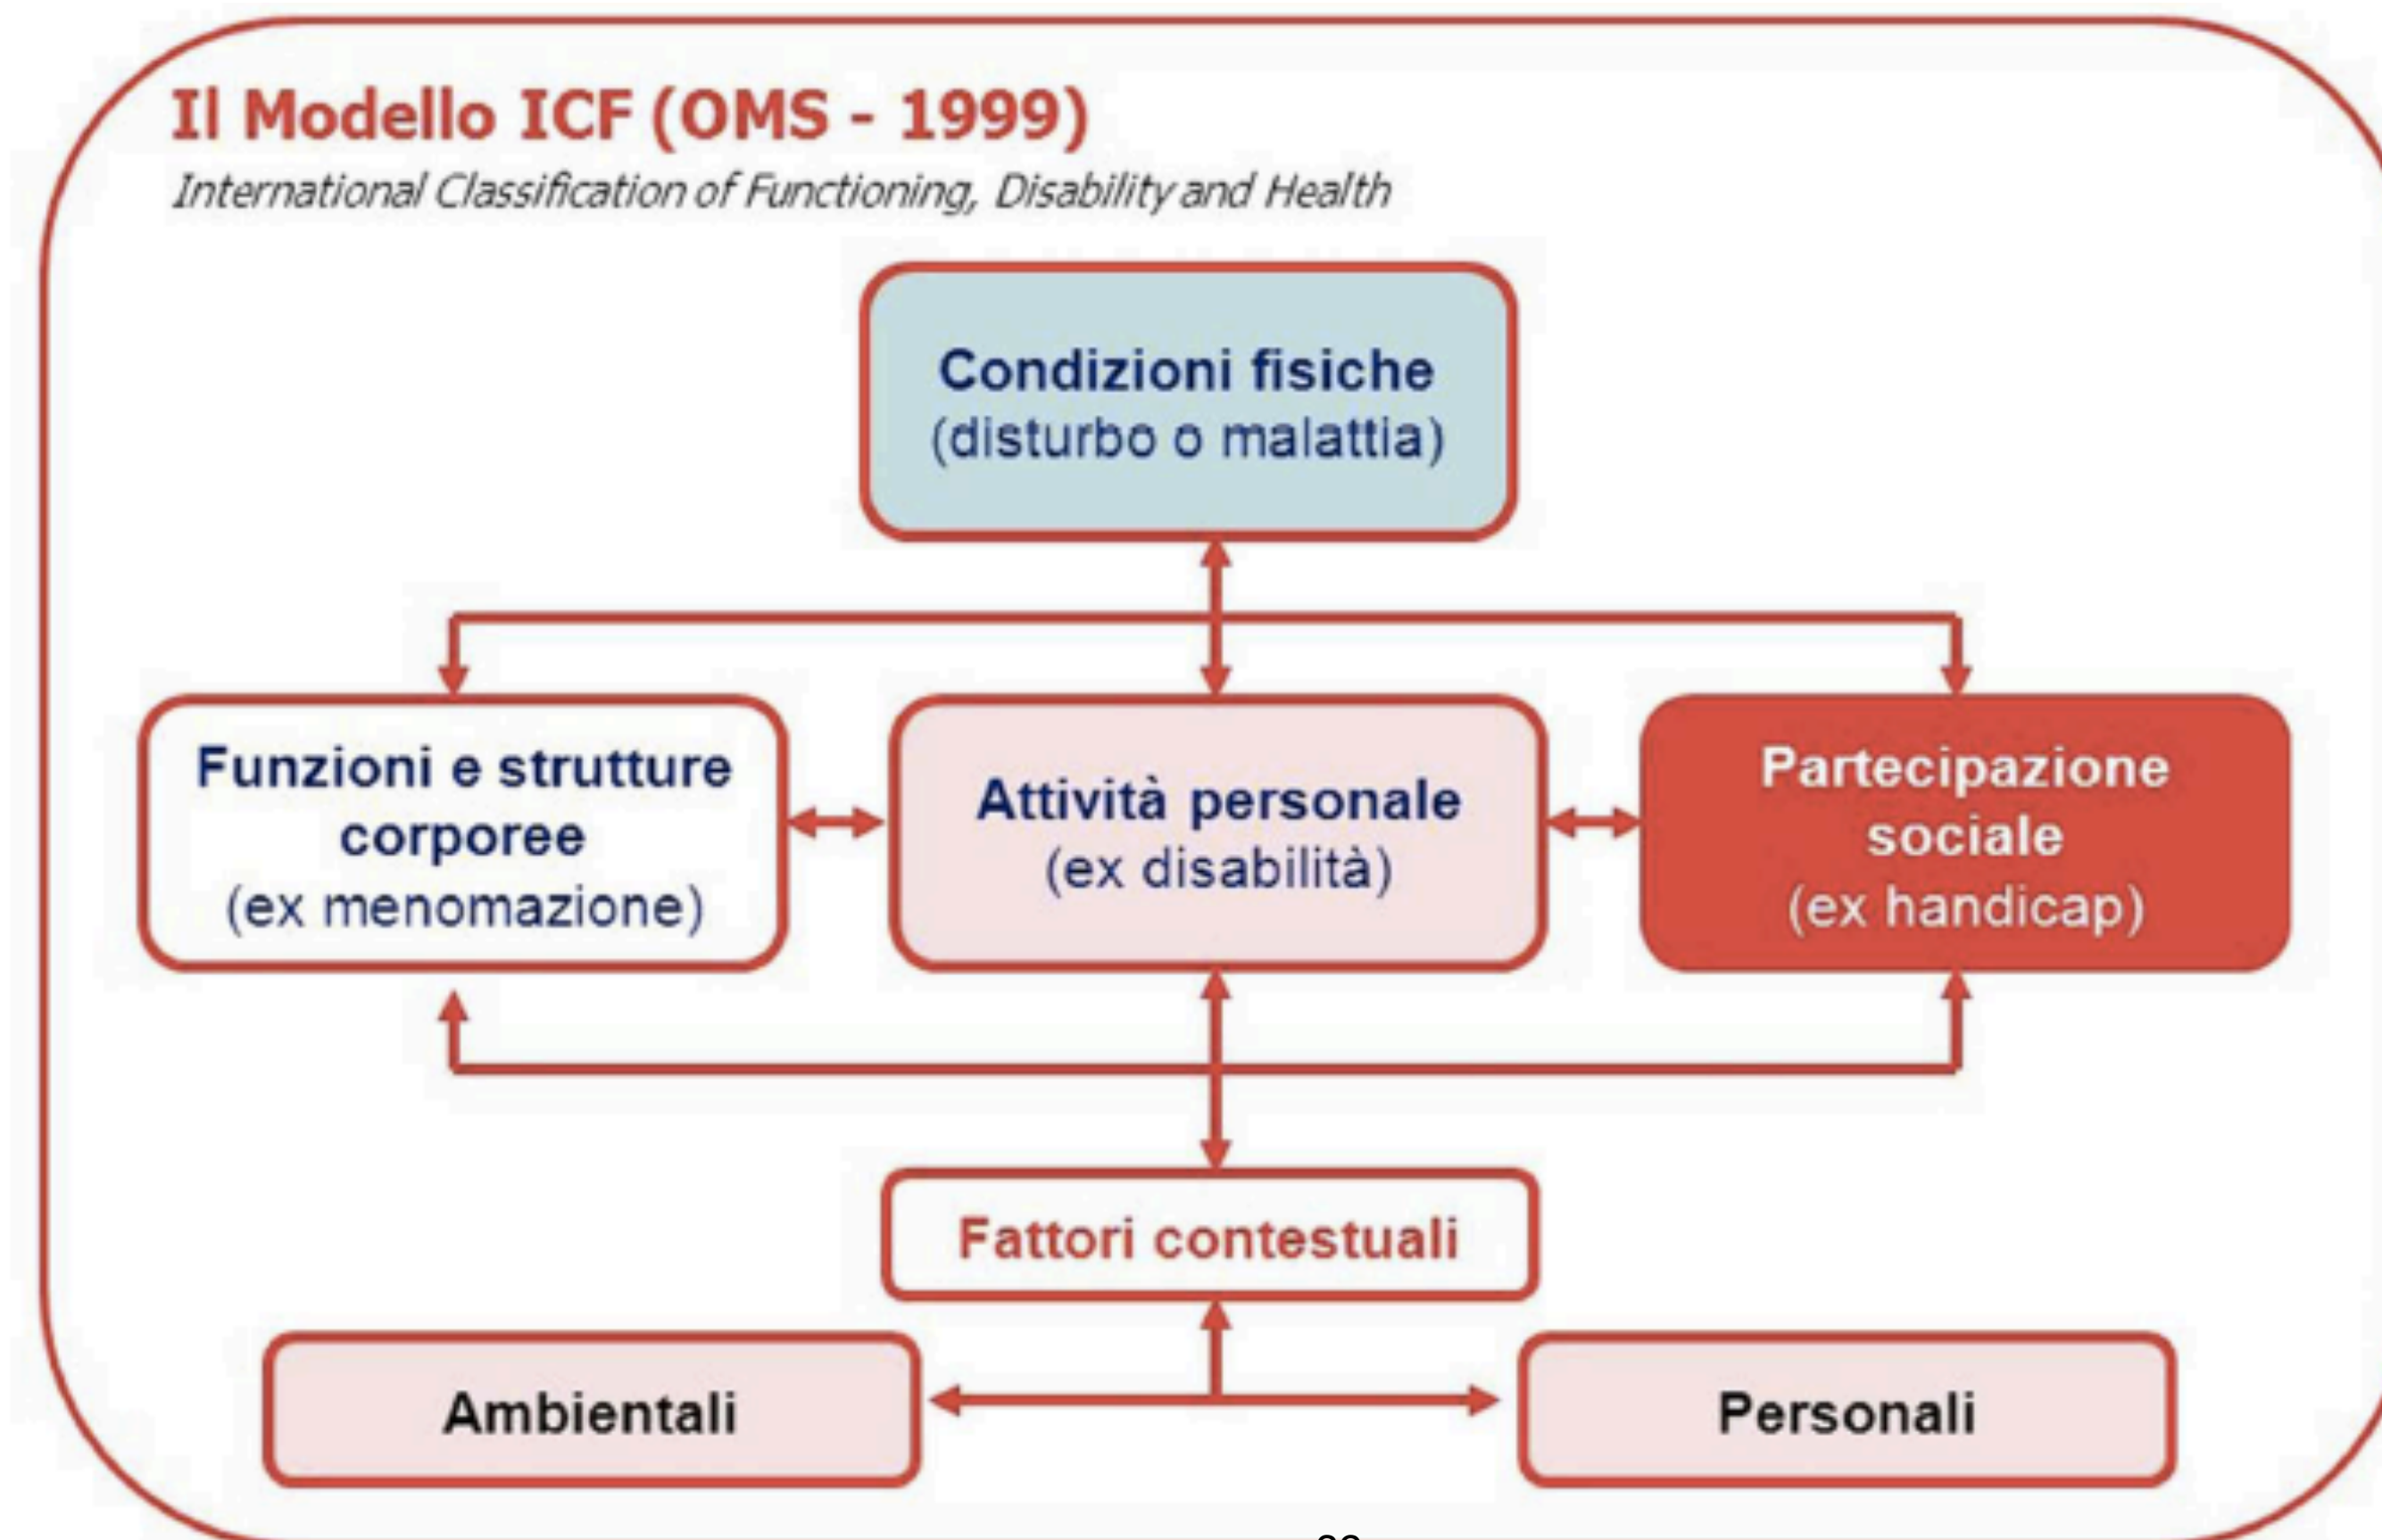 Il Modello ICF (OMS - 1999)
International Classification of Functioning, Disability and Health
Condizioni fisiche
(disturbo o malattia)
Funzioni e strutture
corporee
(ex menomazione)
Attività personale
(ex disabilità)
Partecipazione
sociale
(ex handicap)
Fattori contestuali
Ambientali
Personali